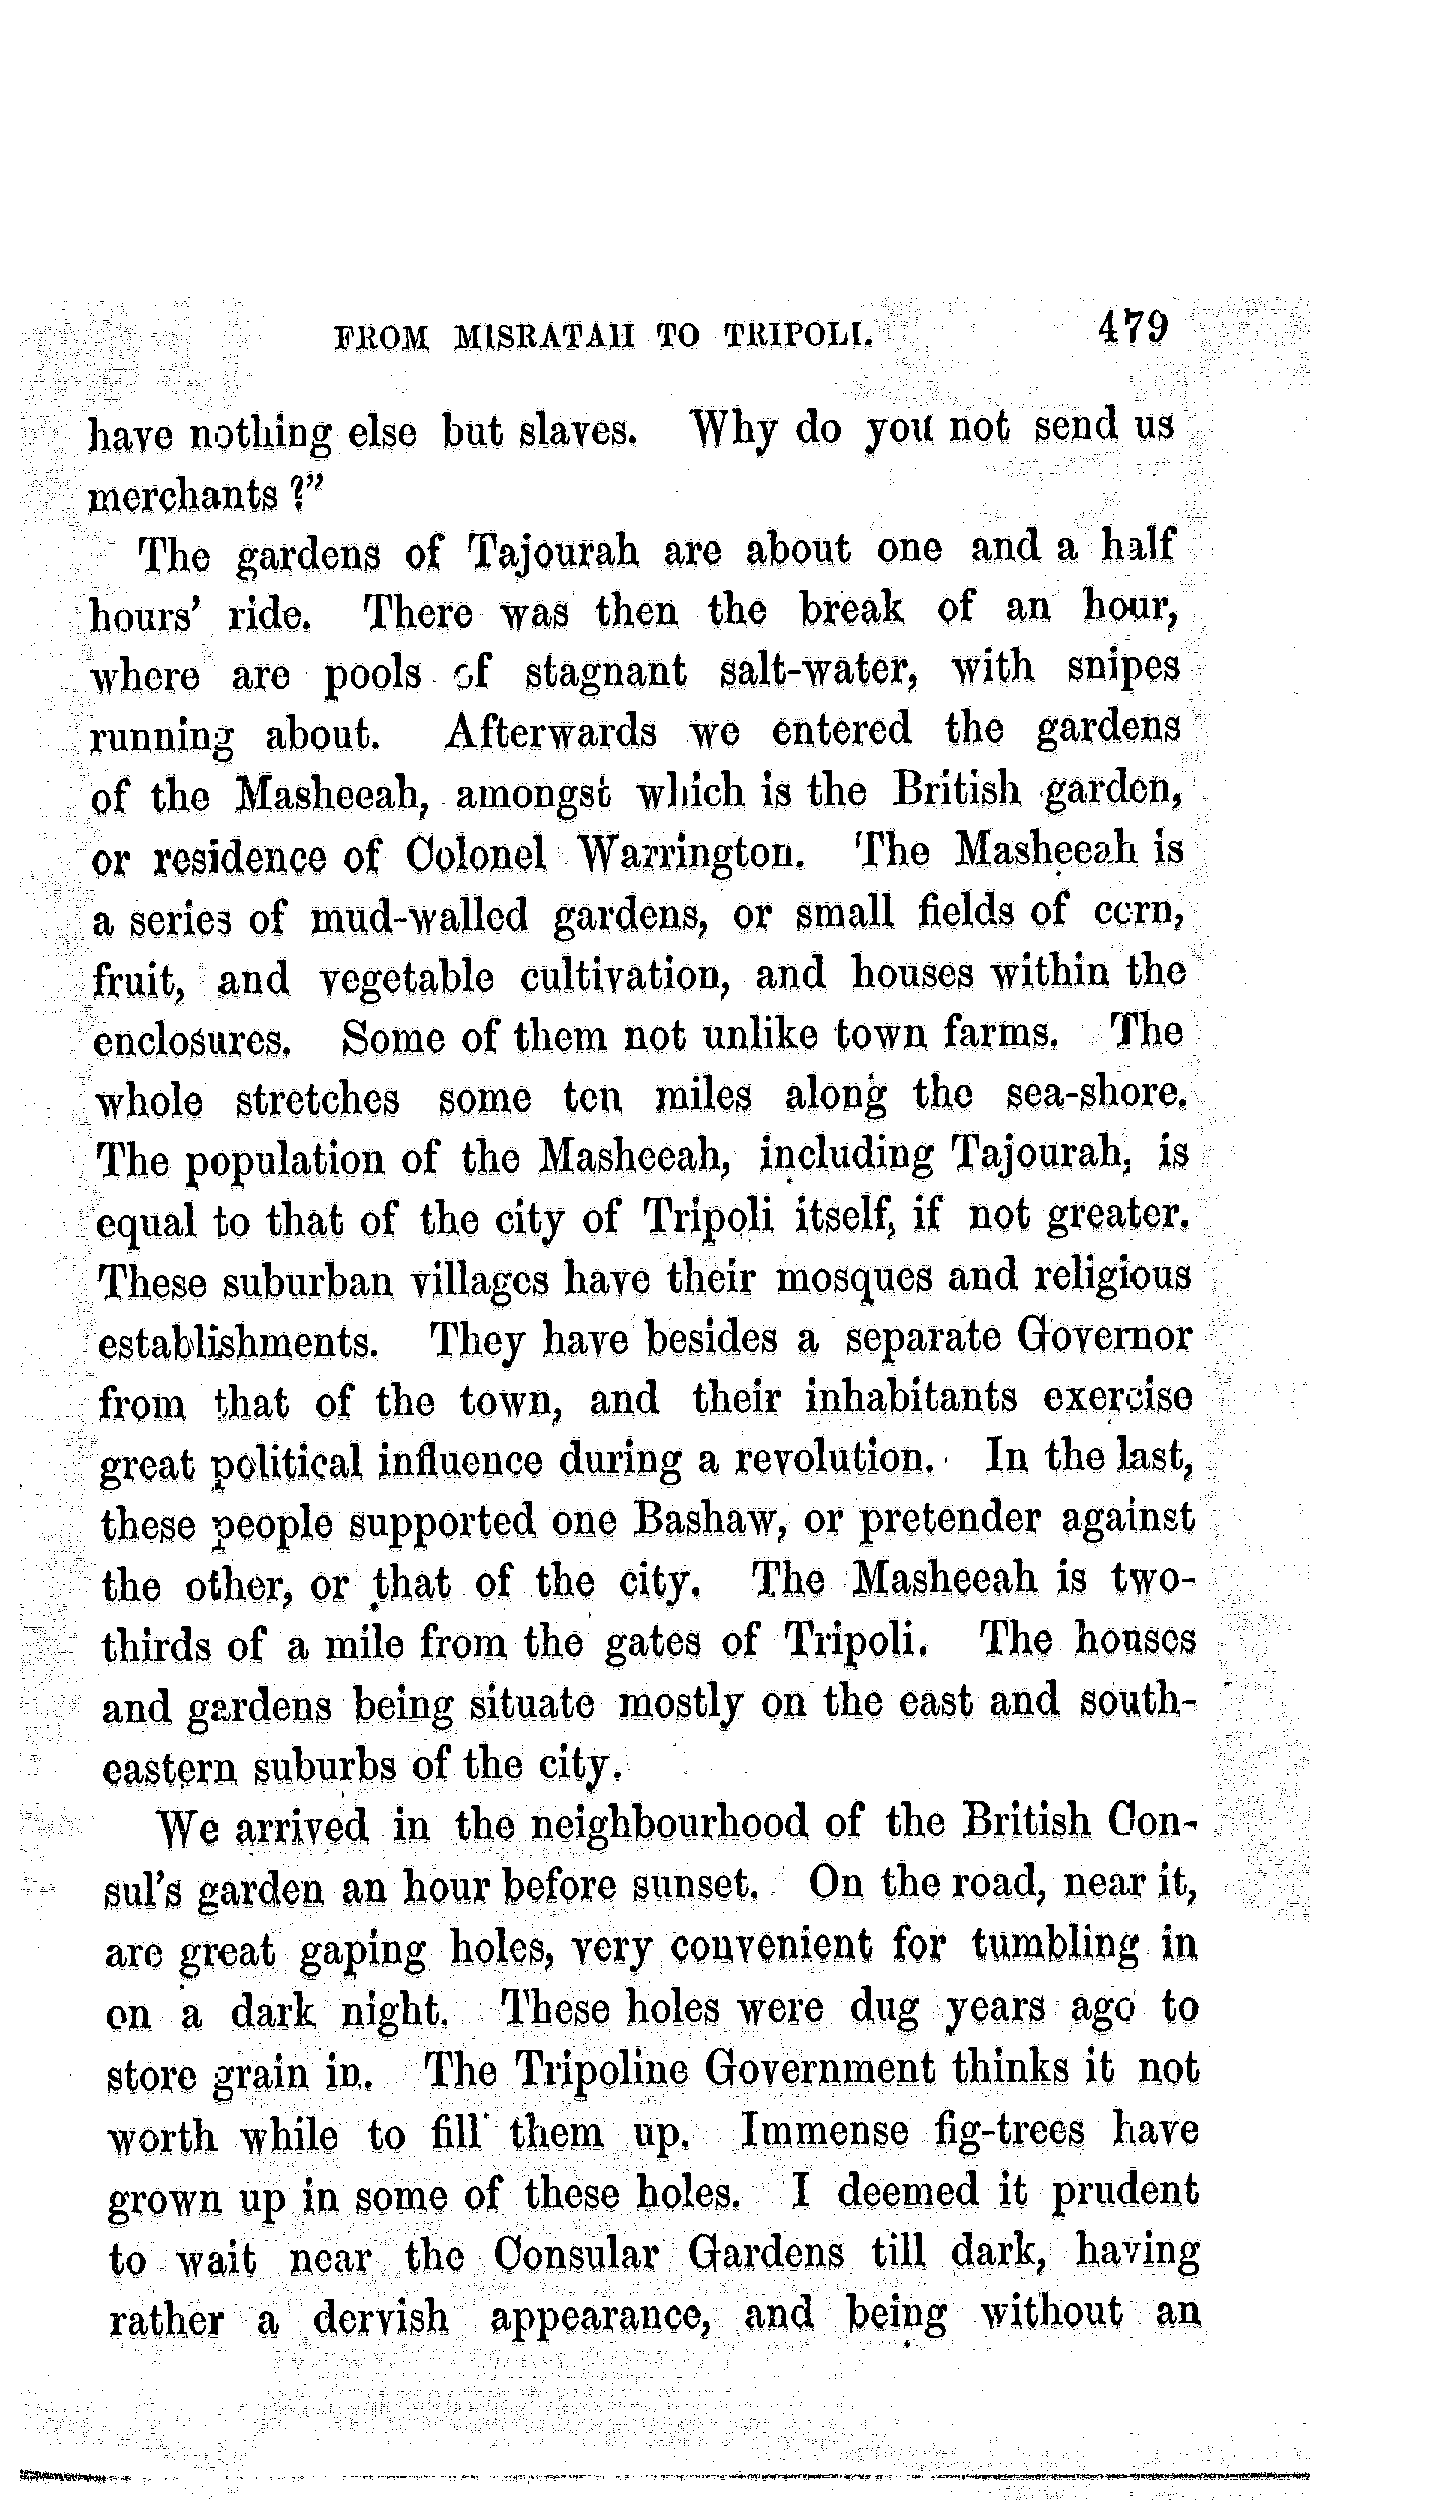 FROM MISRATAH TO TRIPOLI. 479
have nothing else but slaves. Why do you not send us
merchants?"
The gardens of Tajourah are about one and a half
hours' ride. There was then the break of an hour,
where are pools of stagnant salt-water, with snipes
running about. Afterwards we entered the gardens
of the Masheeah, amongst which is the British garden,
or residence of Colonel Warrington. The Masheeah is
a series of mud-walled gardens, or small fields of corn,
fruit, and vegetable cultivation, and houses within the
enclosures. Some of them not unlike town farms. The
whole stretches some ten miles along the sea-shore.
The population of the Masheeah, including Tajourah, is
equal to that of the city of Tripoli itself, if not greater.
These suburban villages have their mosques and religious
establishments. They have besides a separate Governor
from that of the town, and their inhabitants exercise
great political influence during a revolution. In the last,
these people supported one Bashaw, or pretender against
the other, or that of the city. The Masheeah is two-
thirds of a mile from the gates of Tripoli. The houses
and gardens being situate mostly on the east and south-
eastern suburbs of the city.
We arrived in the neighbourhood of the British Con-
sul's garden an hour before sunset. On the road, near it,
are great gaping holes, very convenient for tumbling in
on a dark night. These holes were dug years ago to
store grain in. The Tripoline Government thinks it not
worth while to fill them up. Immense fig-trees have
grown up in some of these holes. I deemed it prudent
to wait near the Consular Gardens till dark, having
rather a dervish appearance, and being without an